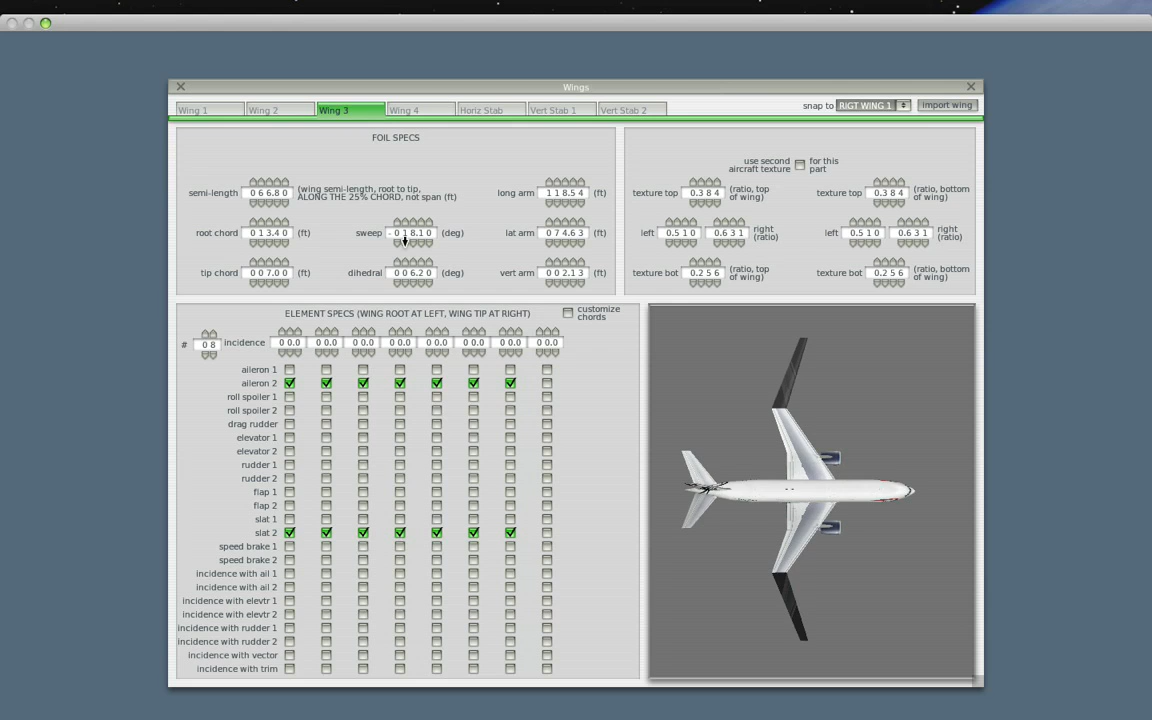 Wings
Wing 1 Wing 2 Wing 3 Wing 4 Horiz Stab Vert Stab 1 Vert Stab 2 snap to RIGT WING 1 import wing
FOIL SPECS
use second aircraft texture for this part
semi-length 0 6 6.8 0 (wing semi-length, root to tip,
ALONG THE 25% CHORD, not span (ft)
long arm 1 1 8.5 4 (ft)
texture top 0.3 8 4 (ratio, top of wing)
texture top 0.3 8 4 (ratio, bottom of wing)
root chord 0 1 3.4 0 (ft) sweep - 0 1 8.1 0 (deg) lat arm 0 7 4.6 3 (ft)
left 0.5 1 0 0.6 3 1 right (ratio)
left 0.5 1 0 0.6 3 1 right (ratio)
tip chord 0 0 7.0 0 (ft) dihedral 0 0 6.2 0 (deg) vert arm 0 0 2.1 3 (ft)
texture bot 0.2 5 6 (ratio, top of wing)
texture bot 0.2 5 6 (ratio, bottom of wing)
ELEMENT SPECS (WING ROOT AT LEFT, WING TIP AT RIGHT)
customize chords
# 0 8 incidence 0 0.0 0 0.0 0 0.0 0 0.0 0 0.0 0 0.0 0 0.0 0 0.0
aileron 1
aileron 2
roll spoiler 1
roll spoiler 2
drag rudder
elevator 1
elevator 2
rudder 1
rudder 2
flap 1
flap 2
slat 1
slat 2
speed brake 1
speed brake 2
incidence with ail 1
incidence with ail 2
incidence with elevtr 1
incidence with elevtr 2
incidence with rudder 1
incidence with rudder 2
incidence with vector
incidence with trim